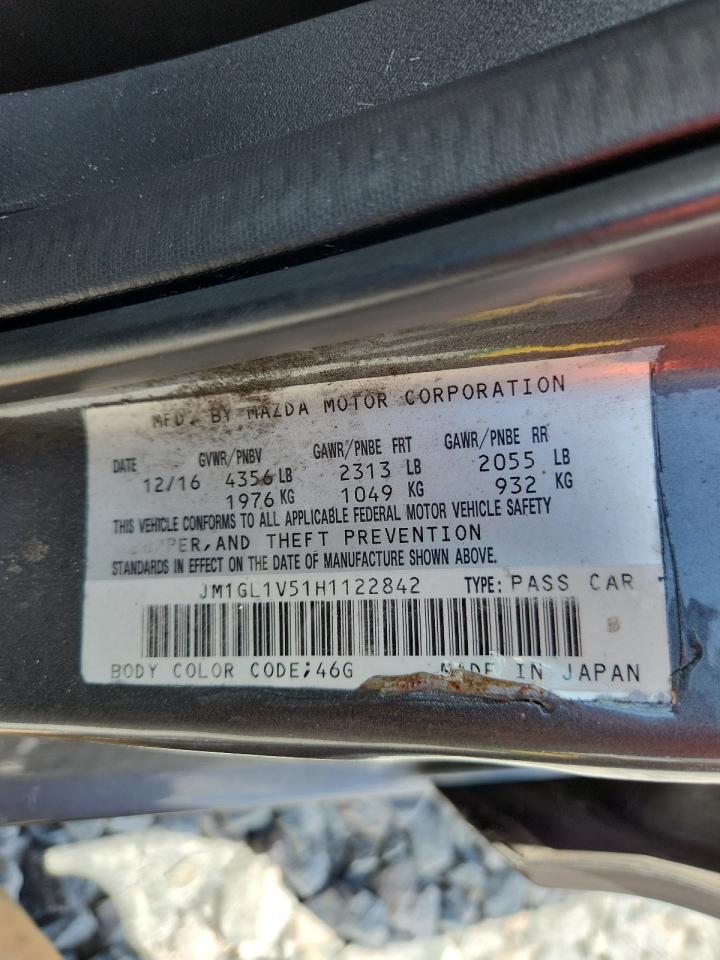 MFD. BY MAZDA MOTOR CORPORATION
DATE GVWR/PNBV GAWR/PNBE FRT GAWR/PNBE RR
12/16 4356 LB 2313 LB 2055 LB
1976 KG 1049 KG 932 KG
THIS VEHICLE CONFORMS TO ALL APPLICABLE FEDERAL MOTOR VEHICLE SAFETY
AND THEFT PREVENTION
STANDARDS IN EFFECT ON THE DATE OF MANUFACTURE SHOWN ABOVE.
JM1GL1V51H1122842 TYPE: PASS CAR
B
BODY COLOR CODE;46G MADE IN JAPAN